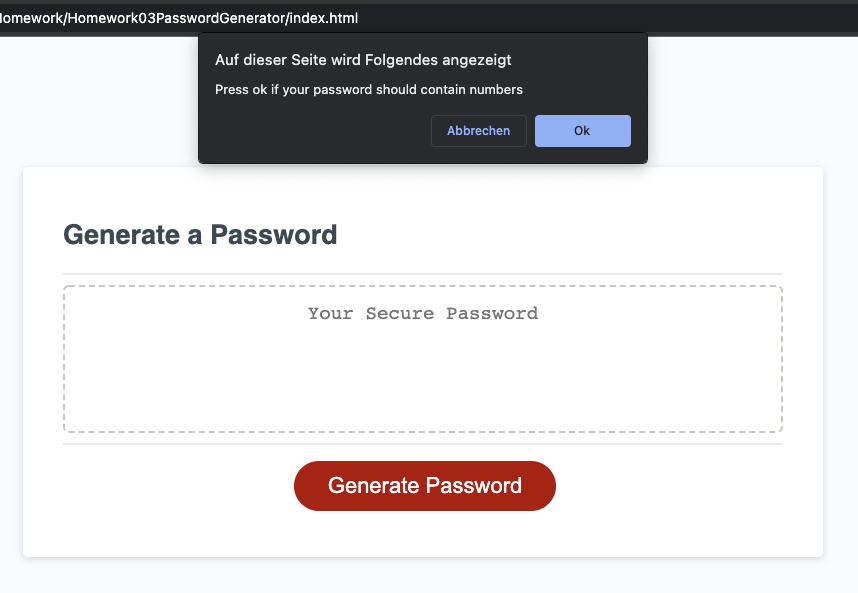 Homework/Homework03PasswordGenerator/index.html
Auf dieser Seite wird Folgendes angezeigt
Press ok if your password should contain numbers
Abbrechen Ok
Generate a Password
Your Secure Password
Generate Password